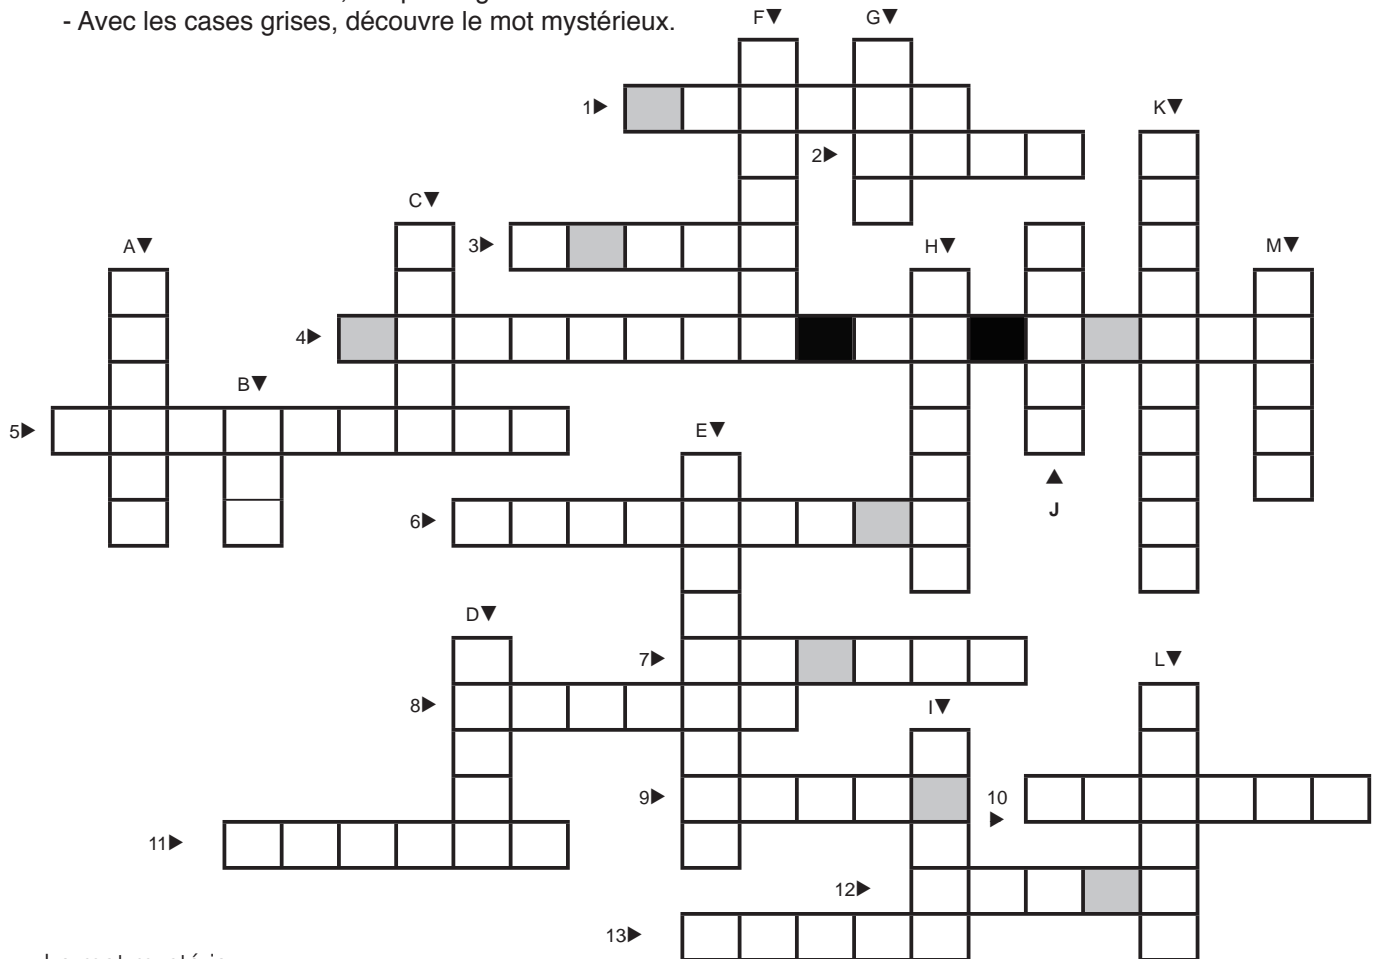 - Avec les cases grises, découvre le mot mystérieux.
F▼ G▼
1▶ K▼
2▶
C▼
A▼ 3▶ H▼ M▼
4▶
B▼
5▶ E▼
▲
6▶ J
D▼
7▶ L▼
8▶ I▼
9▶ 10
▶
11▶
12▶
13▶